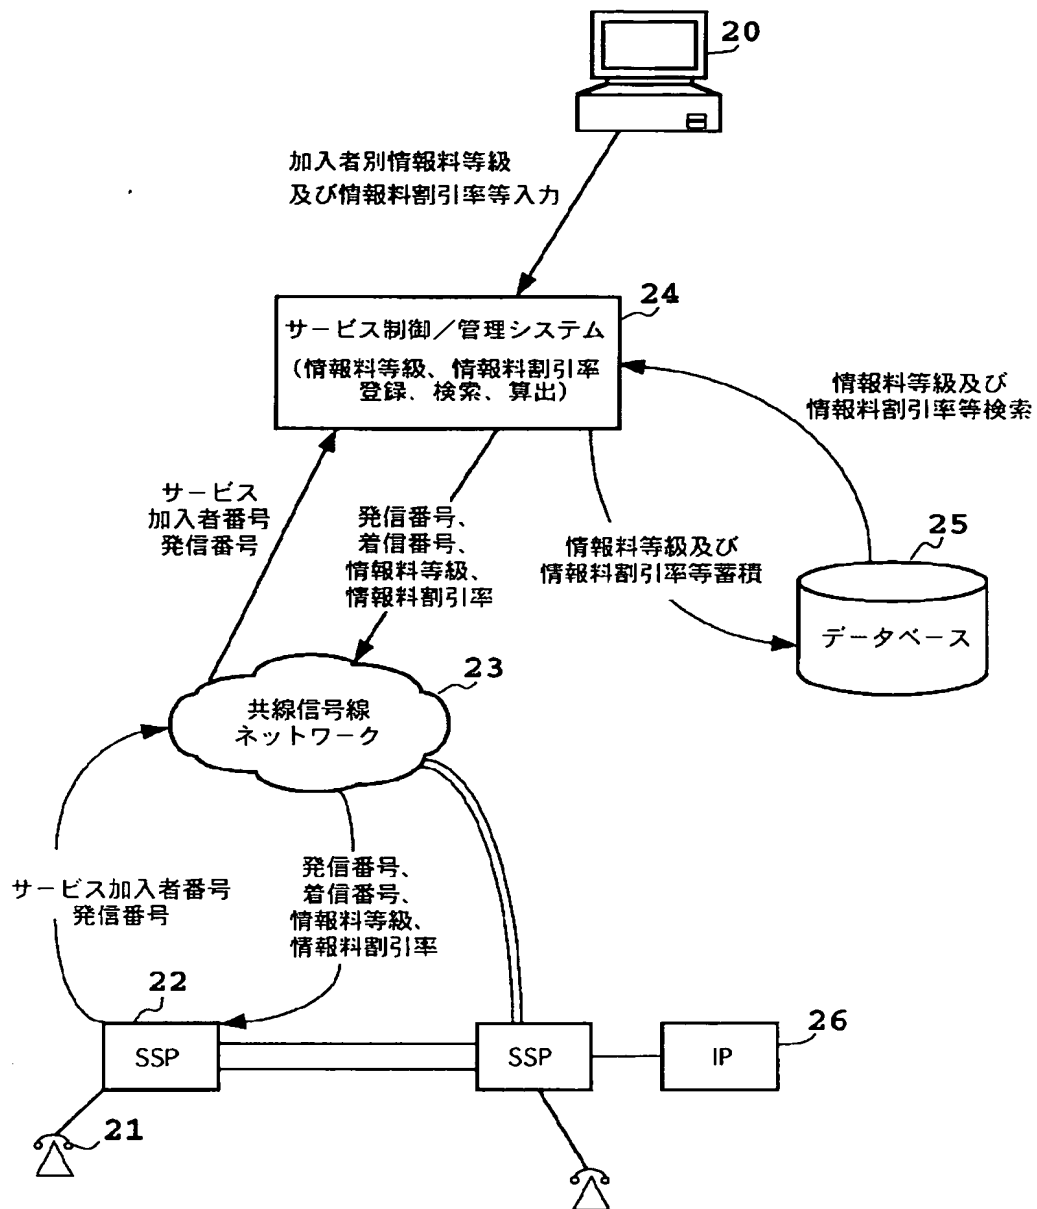 20
加入者別情報料等級
及び情報料割引率等入力
24
サービス制御／管理システム
(情報料等級、情報料割引率
登録、検索、算出)
情報料等級及び
情報料割引率等検索
サービス
加入者番号
発信番号
発信番号、
着信番号、
情報料等級、
情報料割引率
情報料等級及び
情報料割引率等蓄積
25
データベース
23
共線信号線
ネットワーク
サービス加入者番号
発信番号
発信番号、
着信番号、
情報料等級、
情報料割引率
22
SSP
SSP
26
IP
21